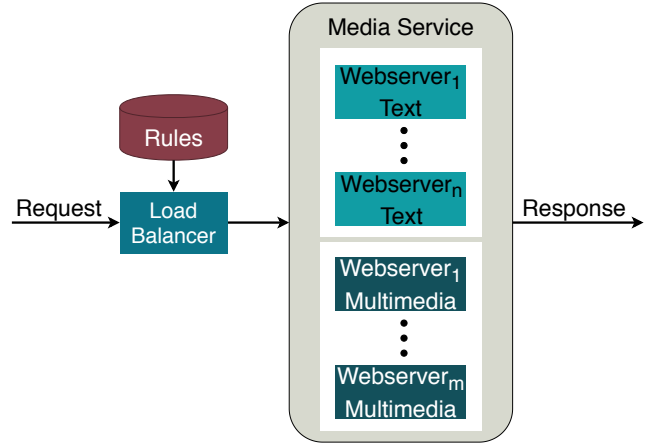 Media Service
Webserver₁
Text
Webserverₙ
Text
Rules
Request
Load
Balancer
Response
Webserver₁
Multimedia
Webserverₘ
Multimedia